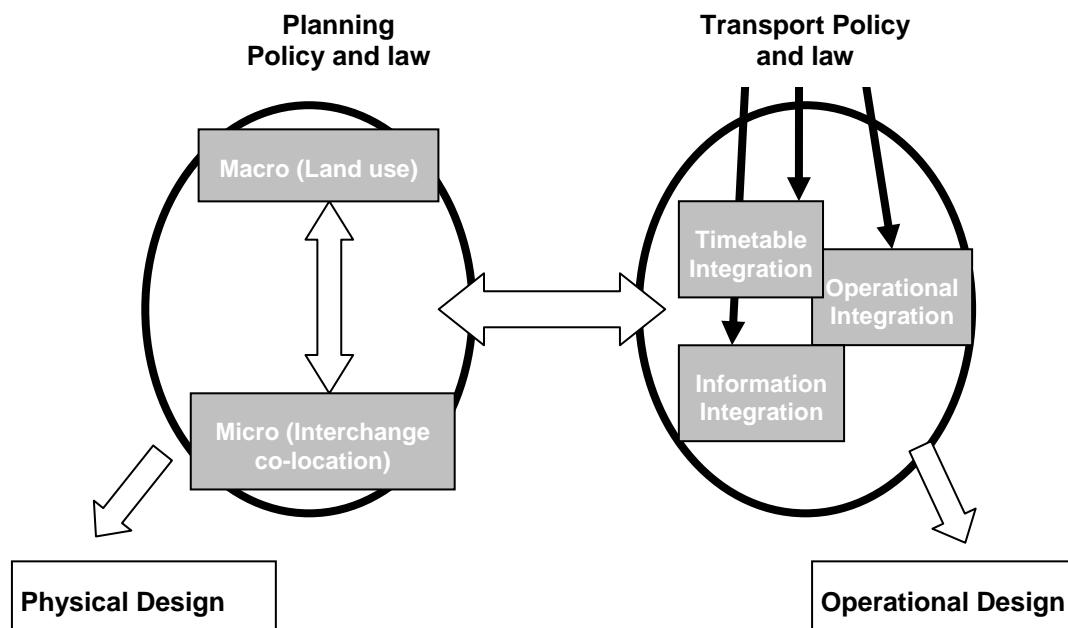 Planning
Policy and law
Transport Policy
and law
Macro (Land use)
Timetable
Integration
Operational
Integration
Information
Integration
Micro (Interchange
co-location)
Physical Design
Operational Design